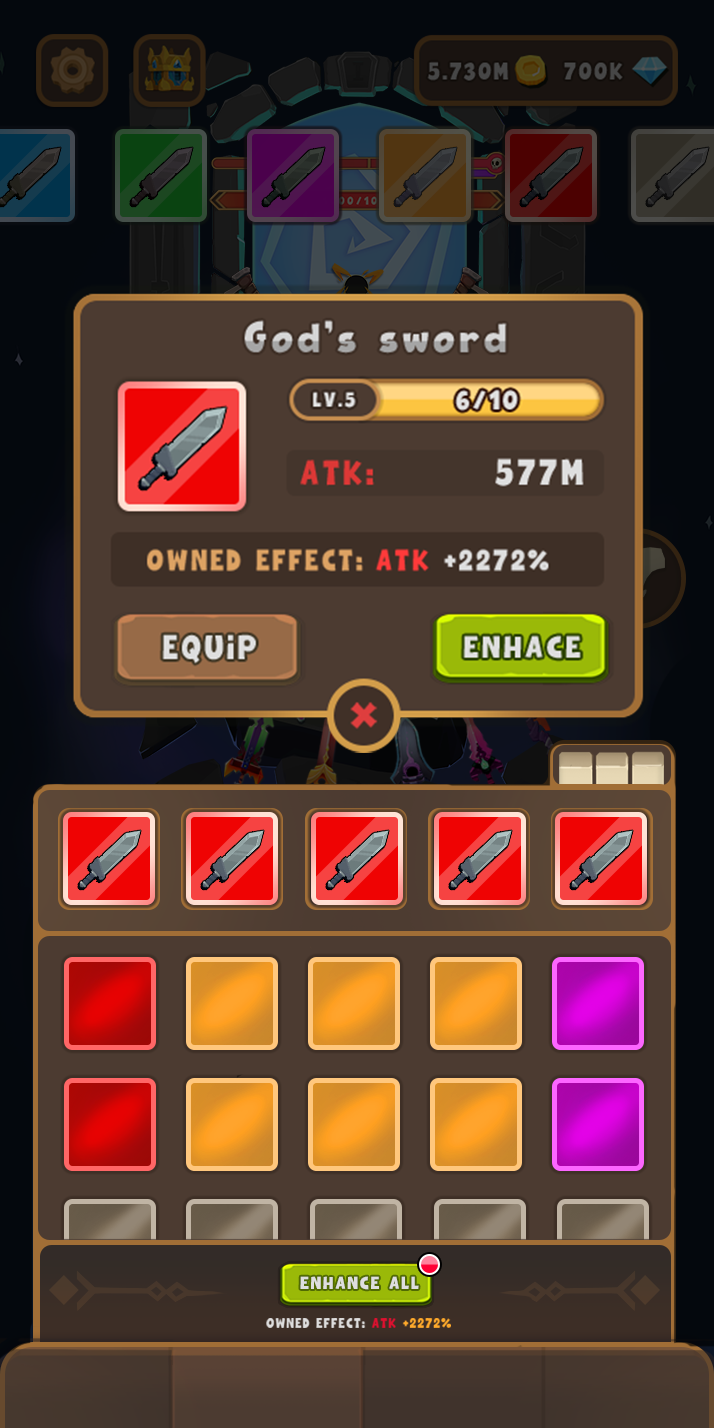 5.730M 700K
00/10
God's sword
LV.5 6/10
ATK: 577M
OWNED EFFECT: ATK +2272%
EQUiP ENHACE
ENHANCE ALL
OWNED EFFECT: ATK +2272%